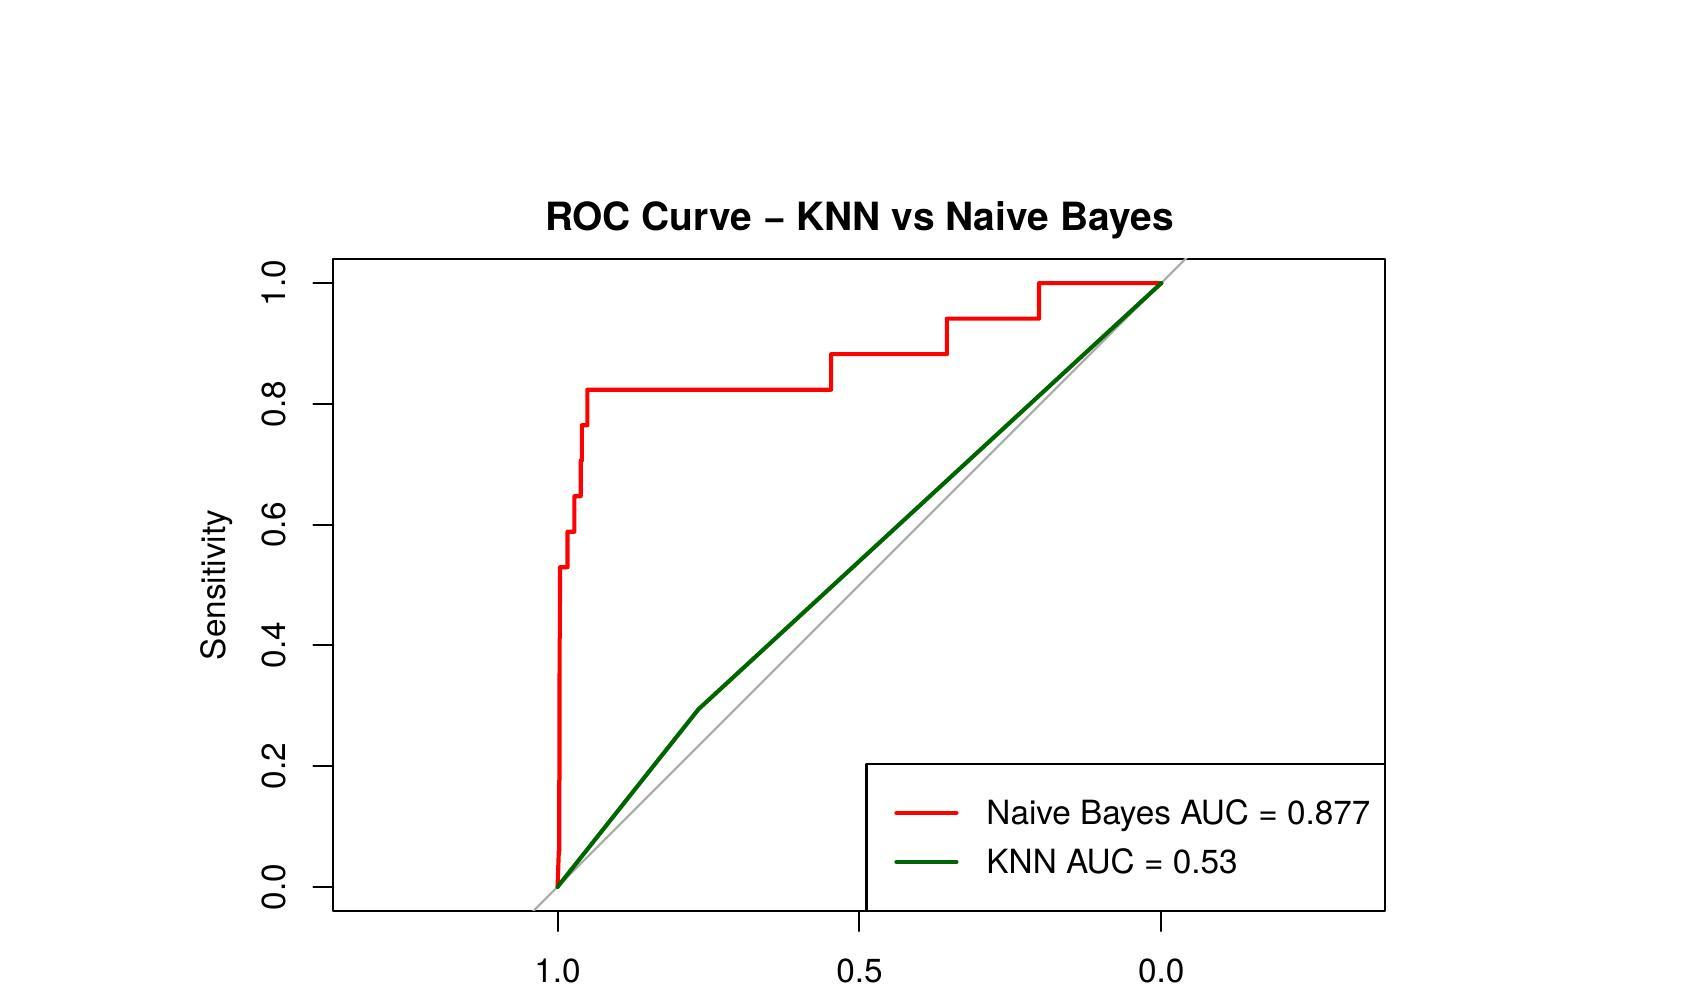 ROC Curve – KNN vs Naive Bayes
Sensitivity
1.0
0.8
0.6
0.4
0.2
0.0
Naive Bayes AUC = 0.877
KNN AUC = 0.53
1.0 0.5 0.0